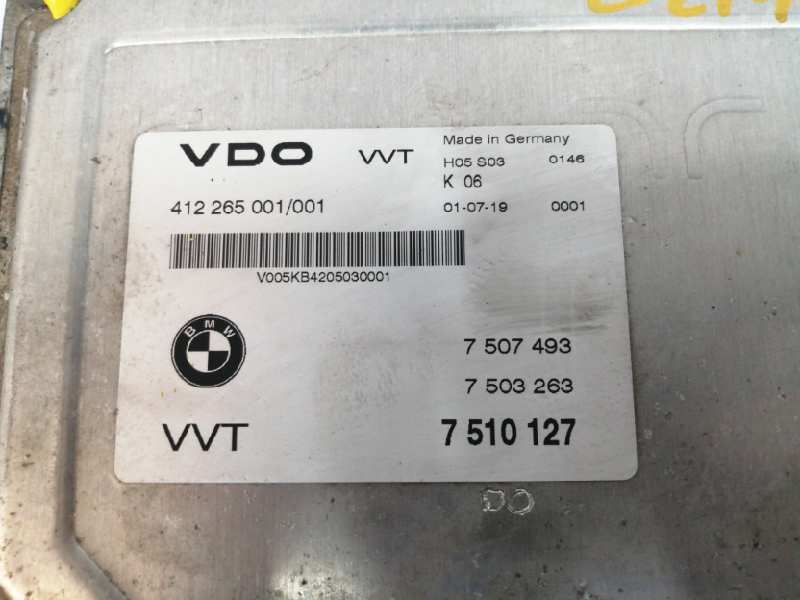 VDO VVT Made in Germany
H05 S03 0146
K 06
412 265 001/001 01-07-19 0001
V005KB4205030001
BMW
7 507 493
7 503 263
VVT 7 510 127
DO